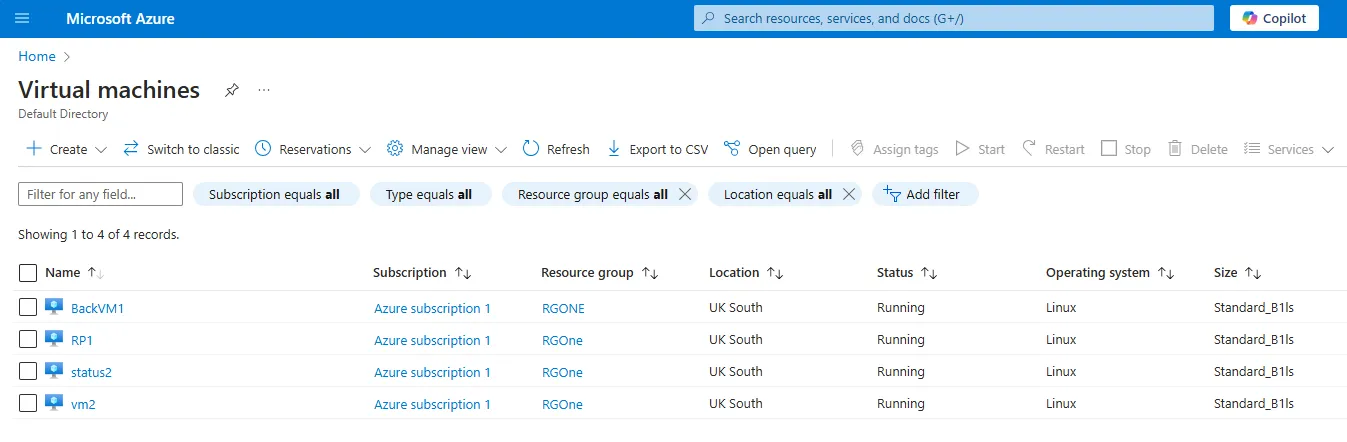 Microsoft Azure Search resources, services, and docs (G+/) Copilot
Home >
Virtual machines ...
Default Directory
+ Create Switch to classic Reservations Manage view Refresh Export to CSV Open query Assign tags Start Restart Stop Delete Services
Filter for any field... Subscription equals all Type equals all Resource group equals all Location equals all Add filter
Showing 1 to 4 of 4 records.
Name ↑↓ Subscription ↑↓ Resource group ↑↓ Location ↑↓ Status ↑↓ Operating system ↑↓ Size ↑↓
BackVM1 Azure subscription 1 RGONE UK South Running Linux Standard_B1ls
RP1 Azure subscription 1 RGOne UK South Running Linux Standard_B1ls
status2 Azure subscription 1 RGOne UK South Running Linux Standard_B1ls
vm2 Azure subscription 1 RGOne UK South Running Linux Standard_B1ls